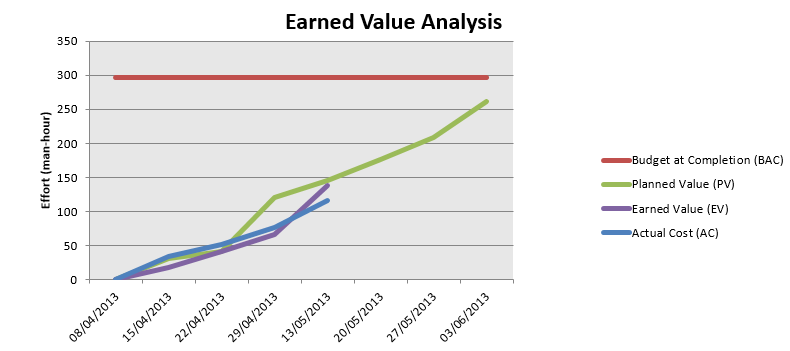 Earned Value Analysis
350
300
250
200
150
100
50
0
Effort (man-hour)
08/04/2013
15/04/2013
22/04/2013
29/04/2013
13/05/2013
20/05/2013
27/05/2013
03/06/2013
Budget at Completion (BAC)
Planned Value (PV)
Earned Value (EV)
Actual Cost (AC)